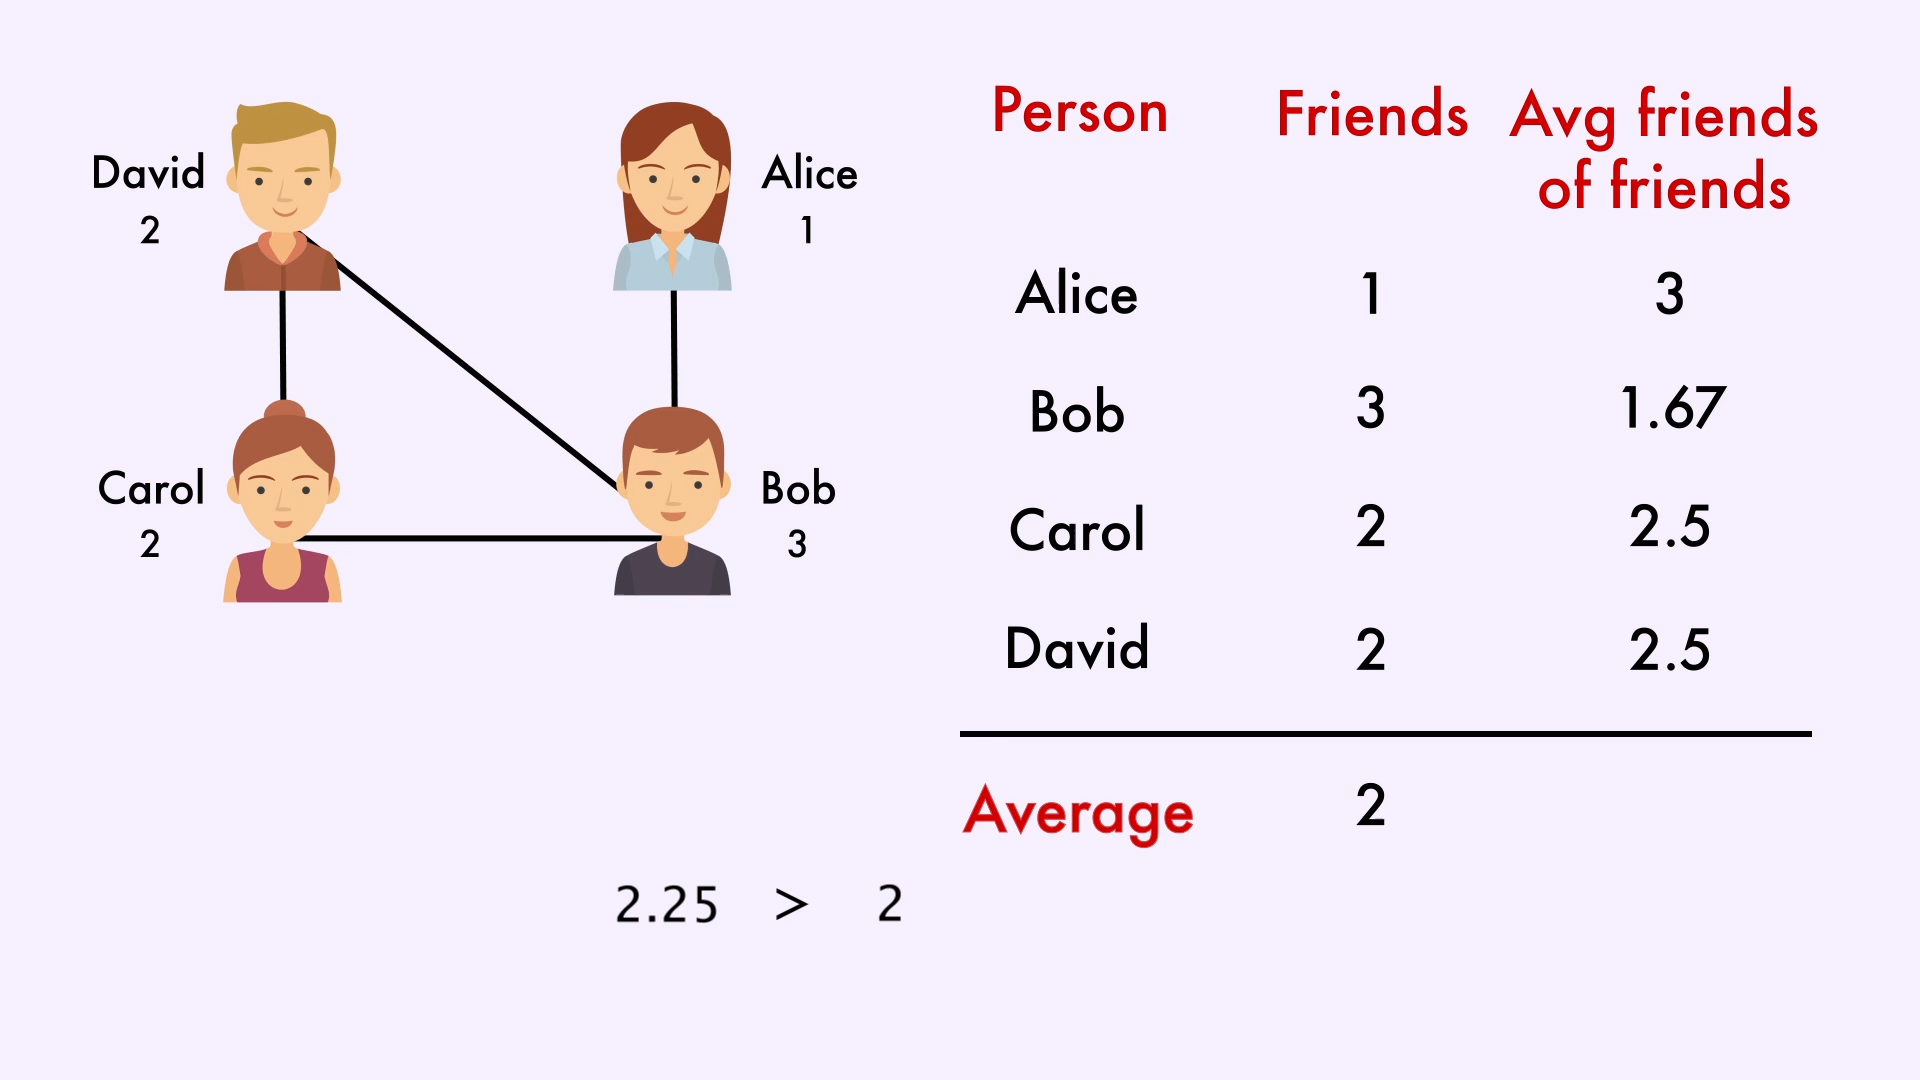 David
2
Alice
1
Carol
2
Bob
3
Person Friends Avg friends
of friends
Alice 1 3
Bob 3 1.67
Carol 2 2.5
David 2 2.5
Average 2
2.25 > 2